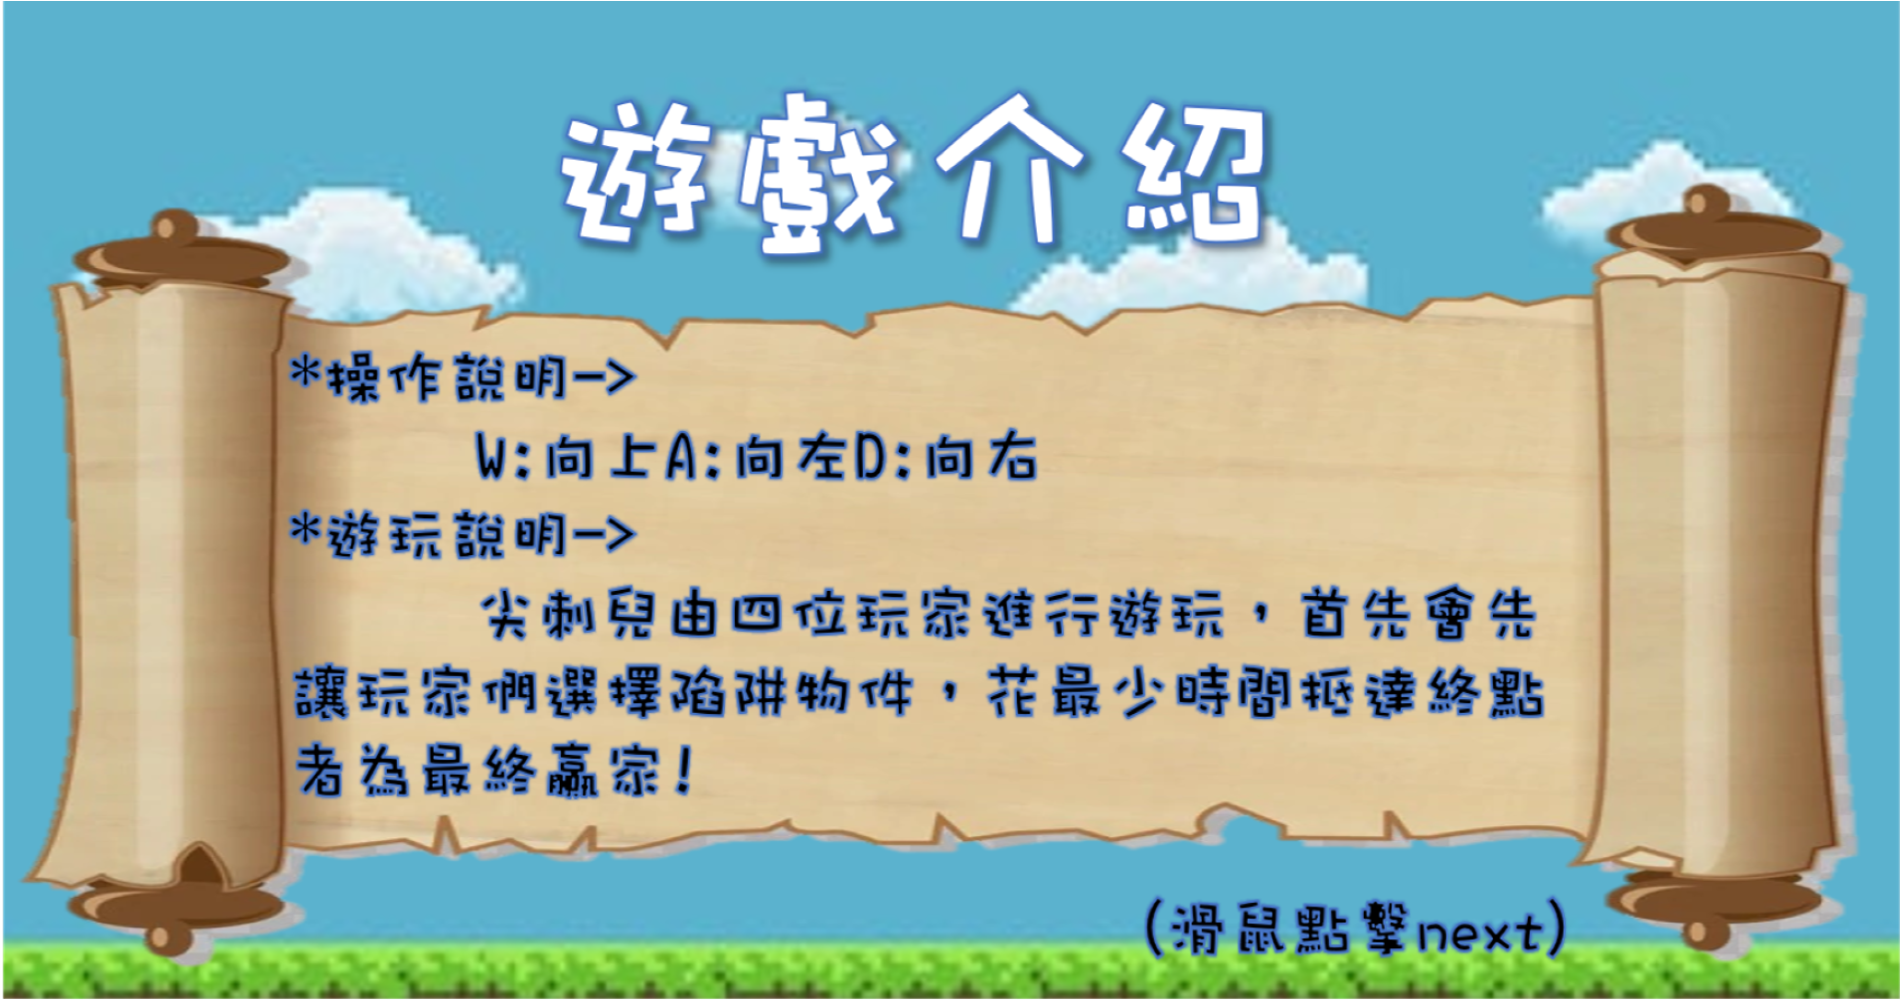 遊戲介紹
*操作說明->
W:向上A:向左D:向右
*遊玩說明->
尖刺兒由四位玩家進行遊玩，首先會先
讓玩家們選擇陷阱物件，花最少時間抵達終點
者為最終贏家!
(滑鼠點擊next)